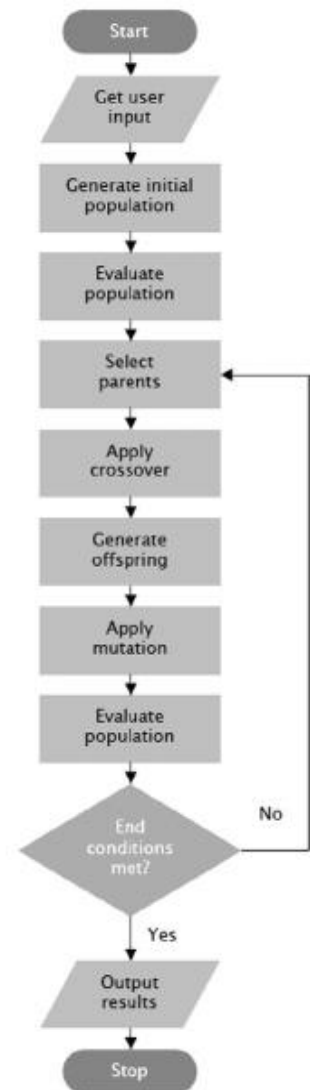 Start
Get user
input
Generate initial
population
Evaluate
population
Select
parents
Apply
crossover
Generate
offspring
Apply
mutation
Evaluate
population
End
conditions
met?
No
Yes
Output
results
Stop